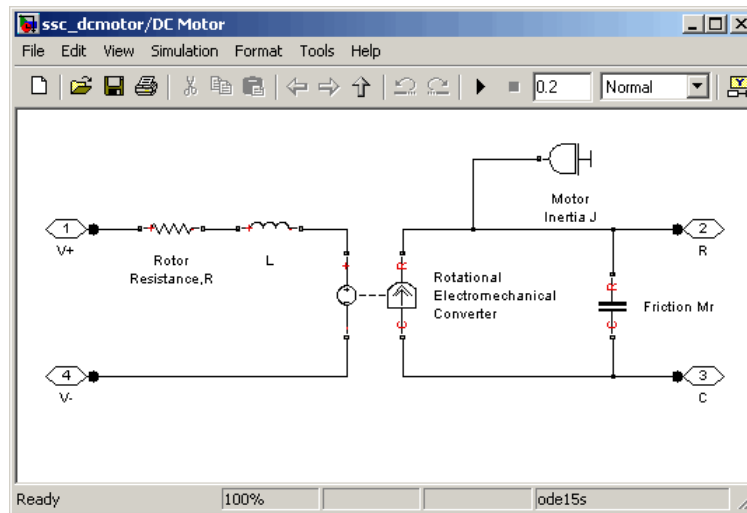 ssc_dcmotor/DC Motor
File Edit View Simulation Format Tools Help
0.2 Normal
Motor
Inertia J
1
V+
Rotor
Resistance,R
L
+
R
C
Rotational
Electromechanical
Converter
2
R
R
C
Friction Mr
4
V-
3
C
Ready 100% ode15s